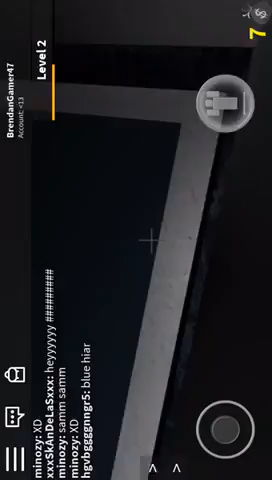 BrendanGamer47
Account: <13
Level 2
7
xxxSkAnDeLaSxxx: heyyyyyy ##########
minozy: XD
minozy: samm samm
minozy: XD
hgvbggggnngr5: blue hiar